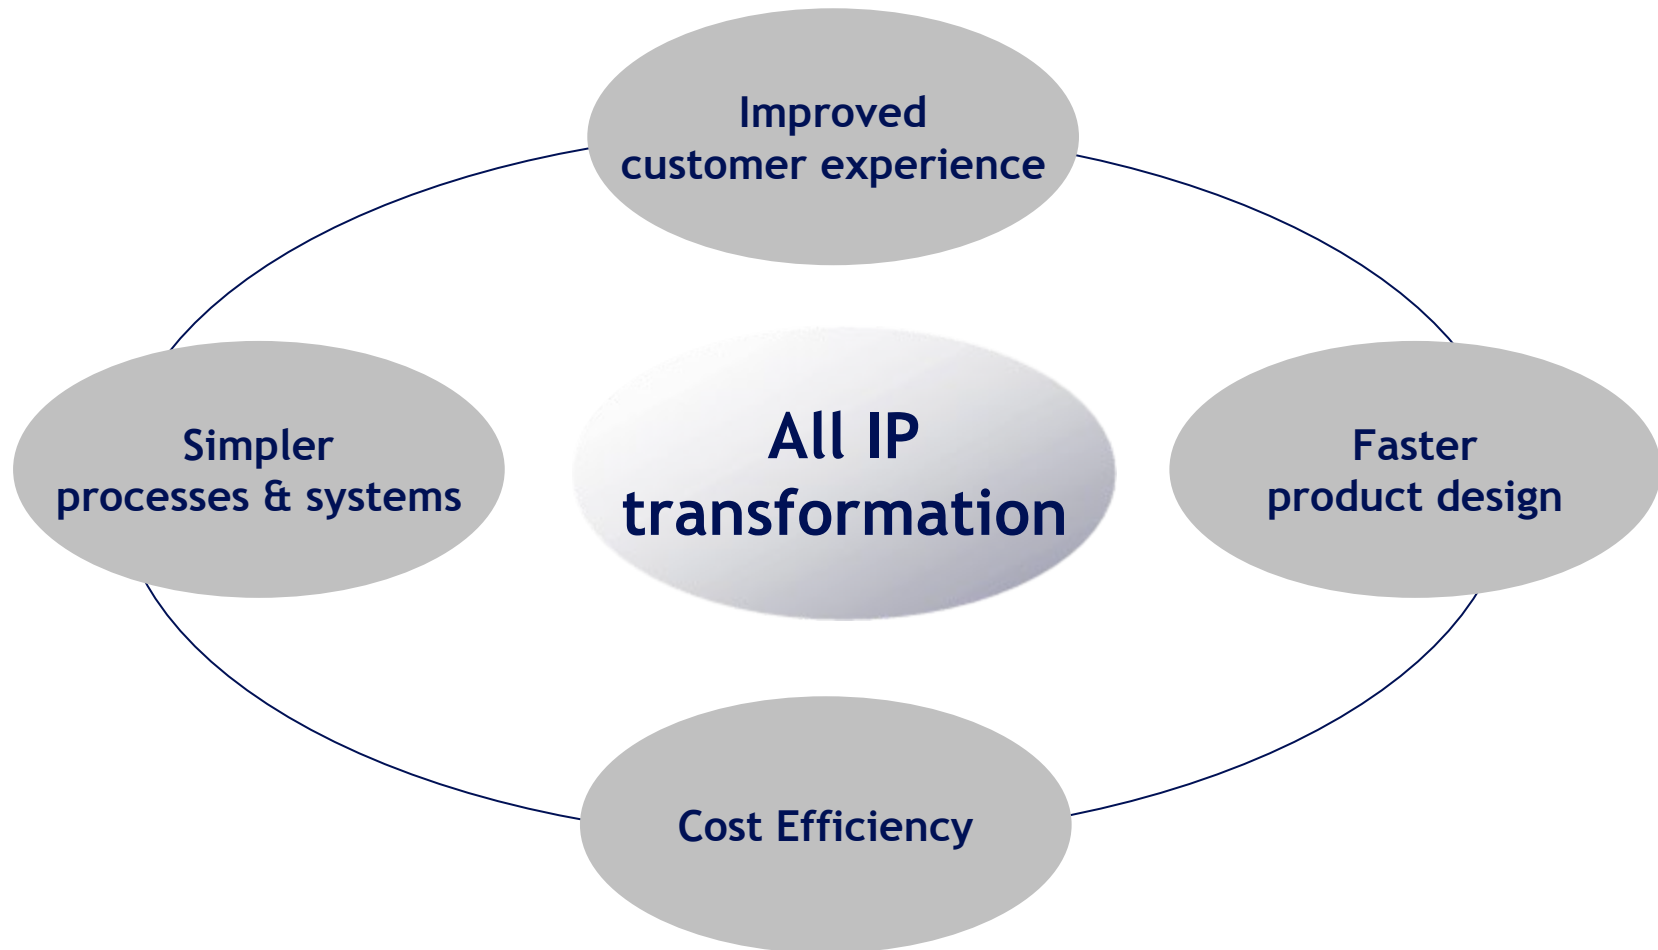 Improved
customer experience
Simpler
processes & systems
All IP
transformation
Faster
product design
Cost Efficiency